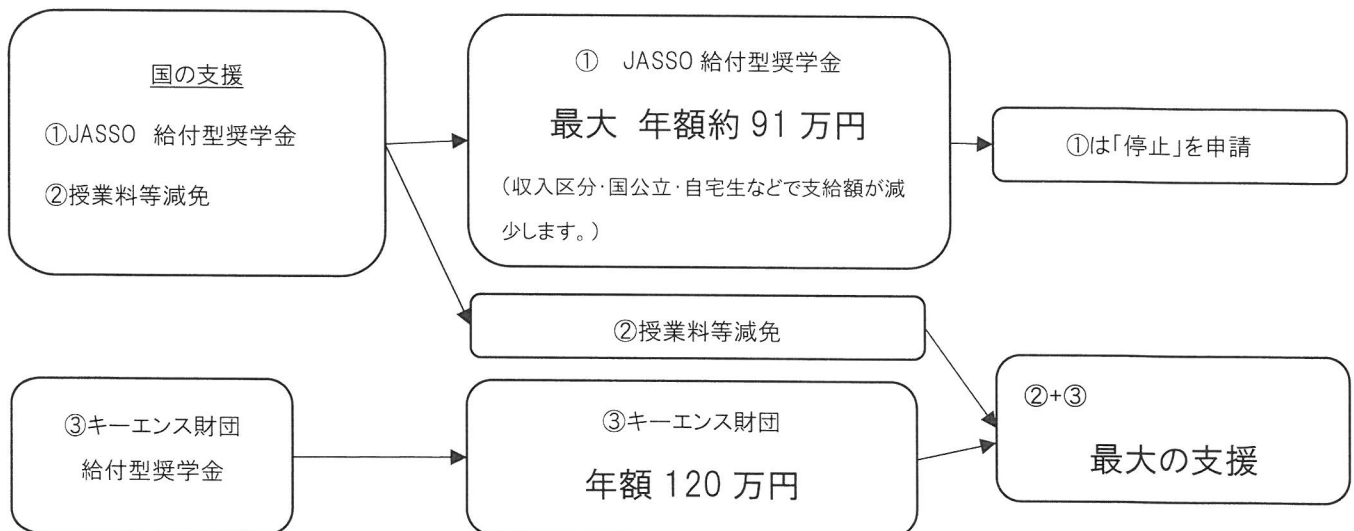 国の支援
①JASSO 給付型奨学金
②授業料等減免
① JASSO 給付型奨学金
最大 年額約 91 万円
(収入区分・国公立・自宅生などで支給額が減
少します。)
①は「停止」を申請
②授業料等減免
③キーエンス財団
給付型奨学金
③キーエンス財団
年額 120 万円
②+③
最大の支援